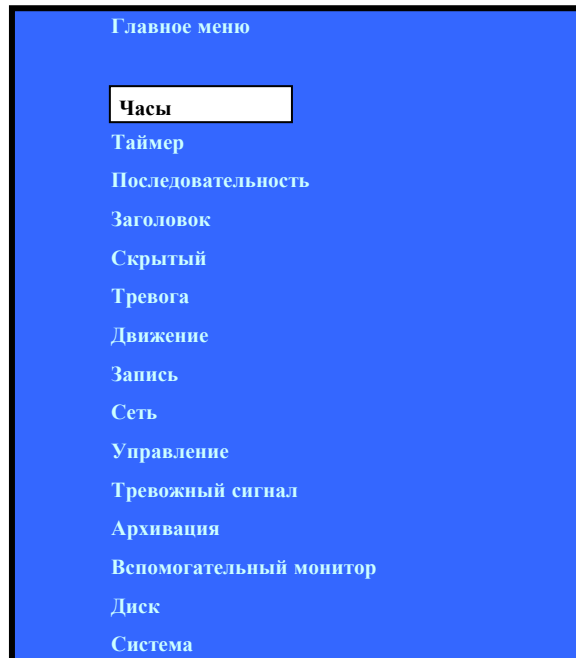 Главное меню
Часы
Таймер
Последовательность
Заголовок
Скрытый
Тревога
Движение
Запись
Сеть
Управление
Тревожный сигнал
Архивация
Вспомогательный монитор
Диск
Система